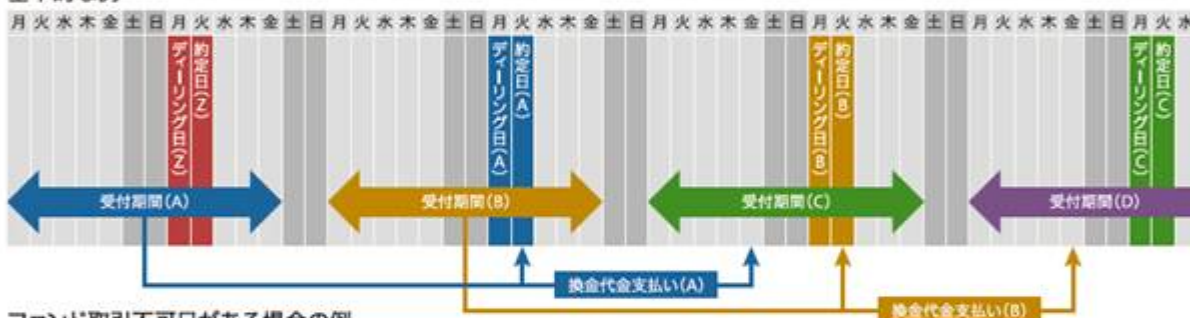 月 火 水 木 金 土 日 月 火 水 木 金 土 日 月 火 水 木 金 土 日 月 火 水 木 金 土 日 月 火 水 木 金 土 日 月 火 水 木 金 土 日 月 火 水 木 金 土 日 月 火 水
ディーリング日(Z)
約定日(Z)
ディーリング日(A)
約定日(A)
ディーリング日(B)
約定日(B)
ディーリング日(C)
約定日(C)
受付期間(A)
受付期間(B)
受付期間(C)
受付期間(D)
換金代金支払い(A)
換金代金支払い(B)
ファンド取引不可日がある場合の例